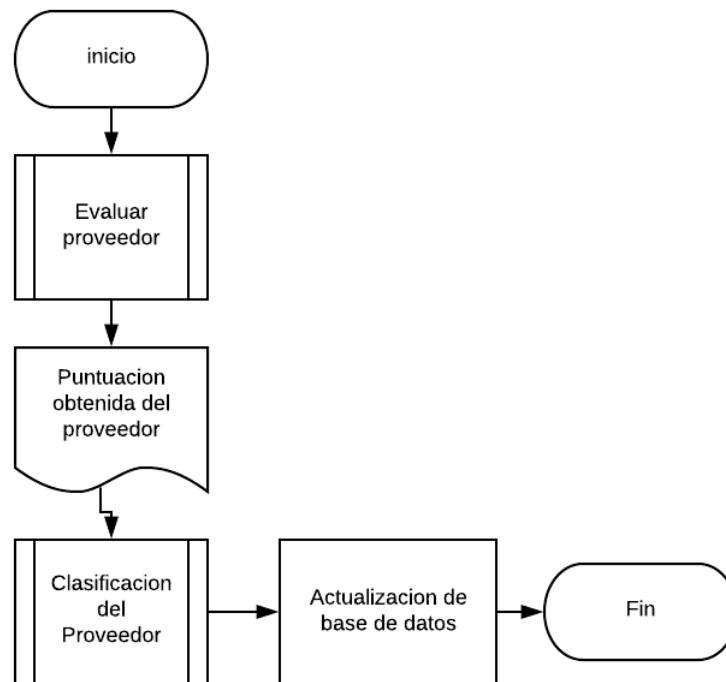 inicio
Evaluar
proveedor
Puntuacion
obtenida del
proveedor
Clasificacion
del
Proveedor
Actualizacion de
base de datos
Fin